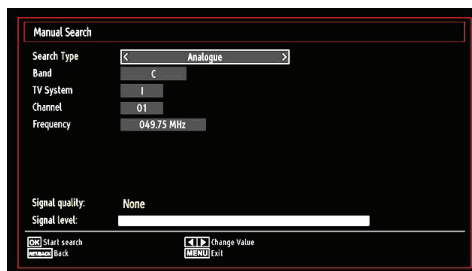 Manual Search
Search Type < Analogue >
Band C
TV System I
Channel 01
Frequency 049.75 MHz
Signal quality: None
Signal level:
OK Start search ◀ ▶ Change Value
Back MENU Exit